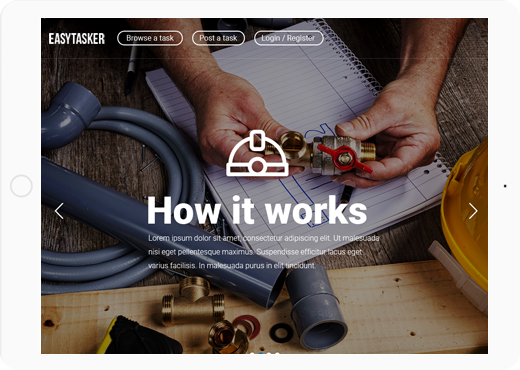 EASYTASKER
Browse a task
Post a task
Login / Register
How it works
Lorem ipsum dolor sit amet, consectetur adipiscing elit. Ut malesuada
nisi eget pellentesque maximus. Suspendisse efficitur lacus eget
varius facilisis. In malesuada purus in elit tincidunt.